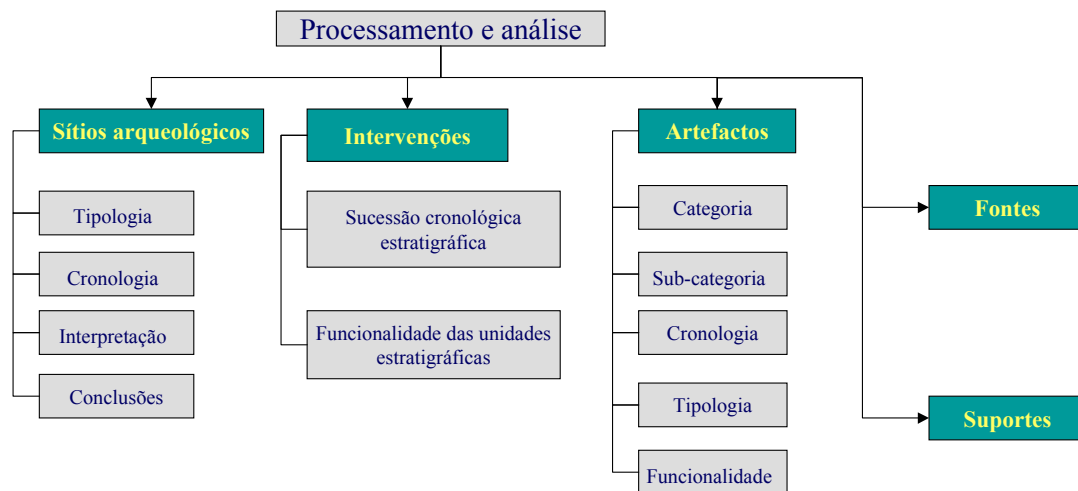 Processamento e análise
Sítios arqueológicos
Tipologia
Cronologia
Interpretação
Conclusões
Intervenções
Sucessão cronológica
estratigráfica
Funcionalidade das unidades
estratigráficas
Artefactos
Categoria
Sub-categoria
Cronologia
Tipologia
Funcionalidade
Fontes
Suportes